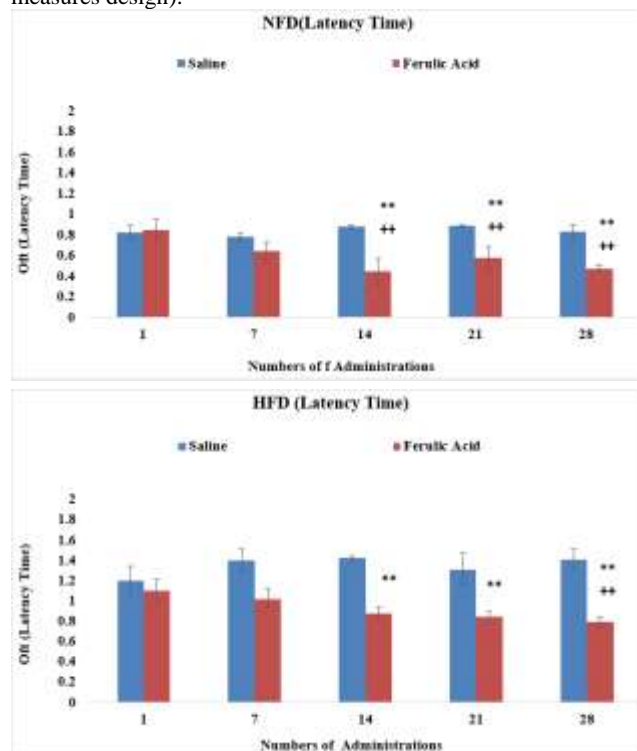 measures design).
NFD(Latency Time)
Saline Ferulic Acid
2
1.8
1.6
1.4
1.2
1
0.8
0.6
0.4
0.2
0
Oft (Latency Time)
** ** **
++ ++ ++
1 7 14 21 28
Numbers of f Administrations
HFD (Latency Time)
Saline Ferulic Acid
2
1.8
1.6
1.4
1.2
1
0.8
0.6
0.4
0.2
0
Oft (Latency Time)
** ** **
++
1 7 14 21 28
Numbers of Administrations